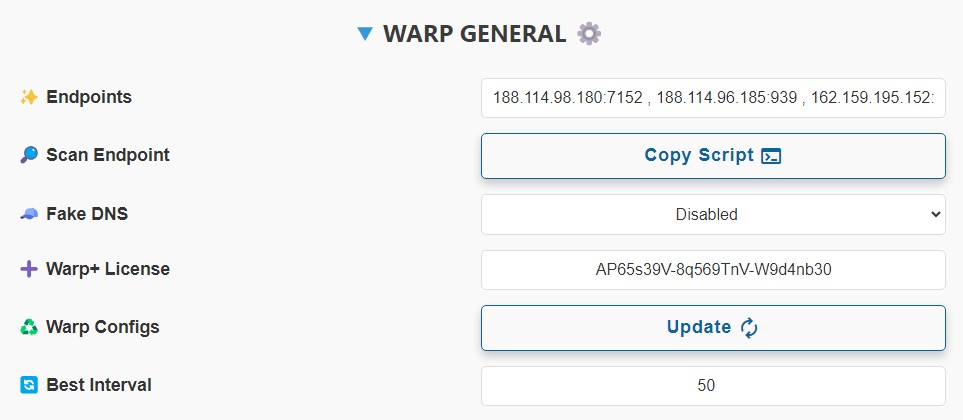 ▼ WARP GENERAL ⚙️
Endpoints 188.114.98.180:7152 , 188.114.96.185:939 , 162.159.195.152:
Scan Endpoint Copy Script
Fake DNS Disabled
Warp+ License AP65s39V-8q569TnV-W9d4nb30
Warp Configs Update
Best Interval 50